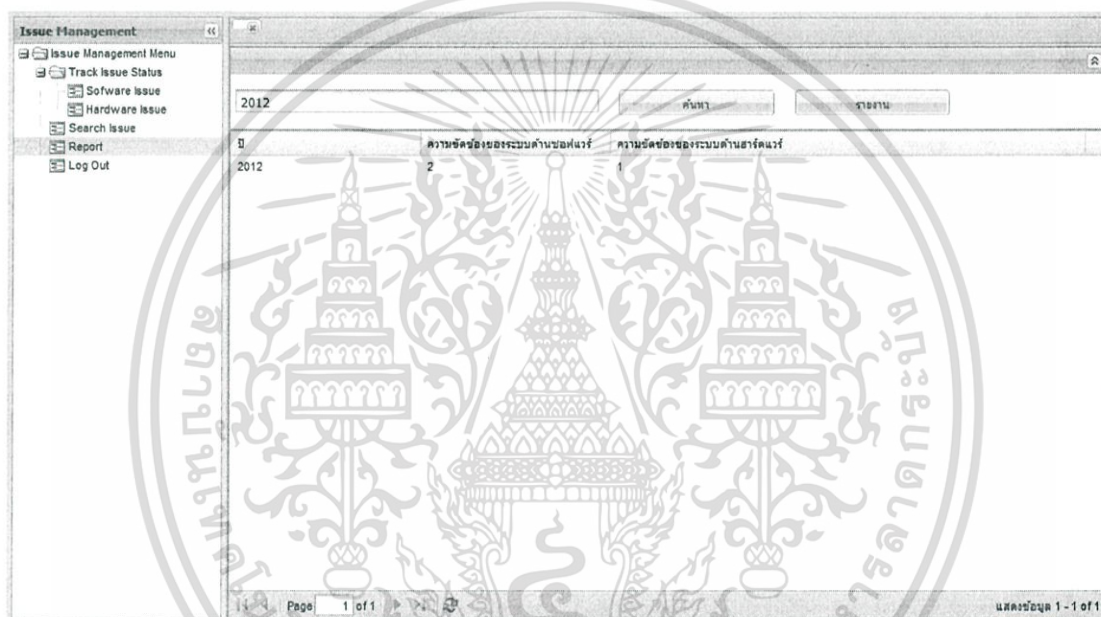 Issue Management
Issue Management Menu
Track Issue Status
Sofware Issue
Hardware Issue
Search Issue
Report
Log Out
2012
ค้นหา
รายงาน
ปี
ความขัดข้องของระบบด้านซอฟแวร์
ความขัดข้องของระบบด้านฮาร์ดแวร์
2012
2
1
Page 1 of 1
แสดงข้อมูล 1 - 1 of 1